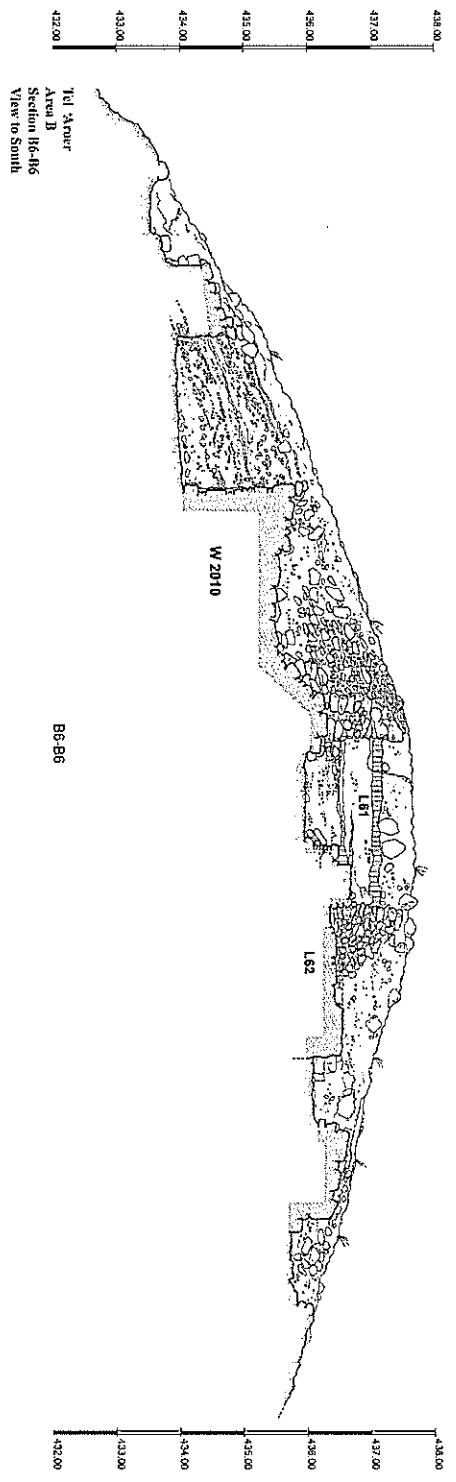 438.00
437.00
436.00
435.00
434.00
433.00
432.00
L61
L62
W 2010
B6-B6
Tel 'Aroer
Area B
Section B6-B6
View to South
438.00
437.00
436.00
435.00
434.00
433.00
432.00